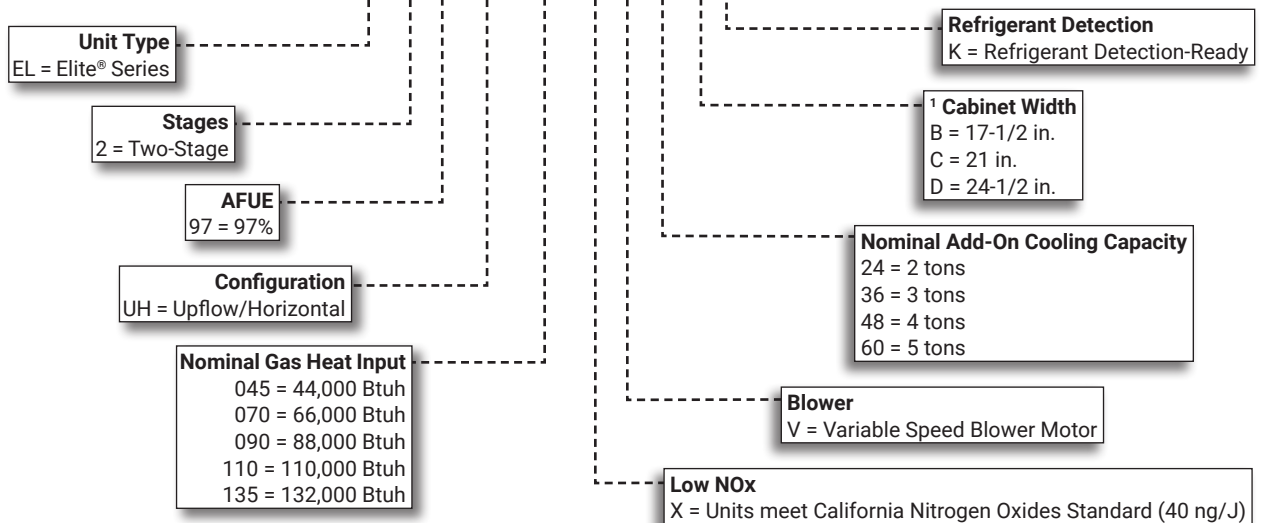 Unit Type
EL = Elite® Series
Stages
2 = Two-Stage
AFUE
97 = 97%
Configuration
UH = Upflow/Horizontal
Nominal Gas Heat Input
045 = 44,000 Btuh
070 = 66,000 Btuh
090 = 88,000 Btuh
110 = 110,000 Btuh
135 = 132,000 Btuh
Refrigerant Detection
K = Refrigerant Detection-Ready
¹ Cabinet Width
B = 17-1/2 in.
C = 21 in.
D = 24-1/2 in.
Nominal Add-On Cooling Capacity
24 = 2 tons
36 = 3 tons
48 = 4 tons
60 = 5 tons
Blower
V = Variable Speed Blower Motor
Low NOx
X = Units meet California Nitrogen Oxides Standard (40 ng/J)